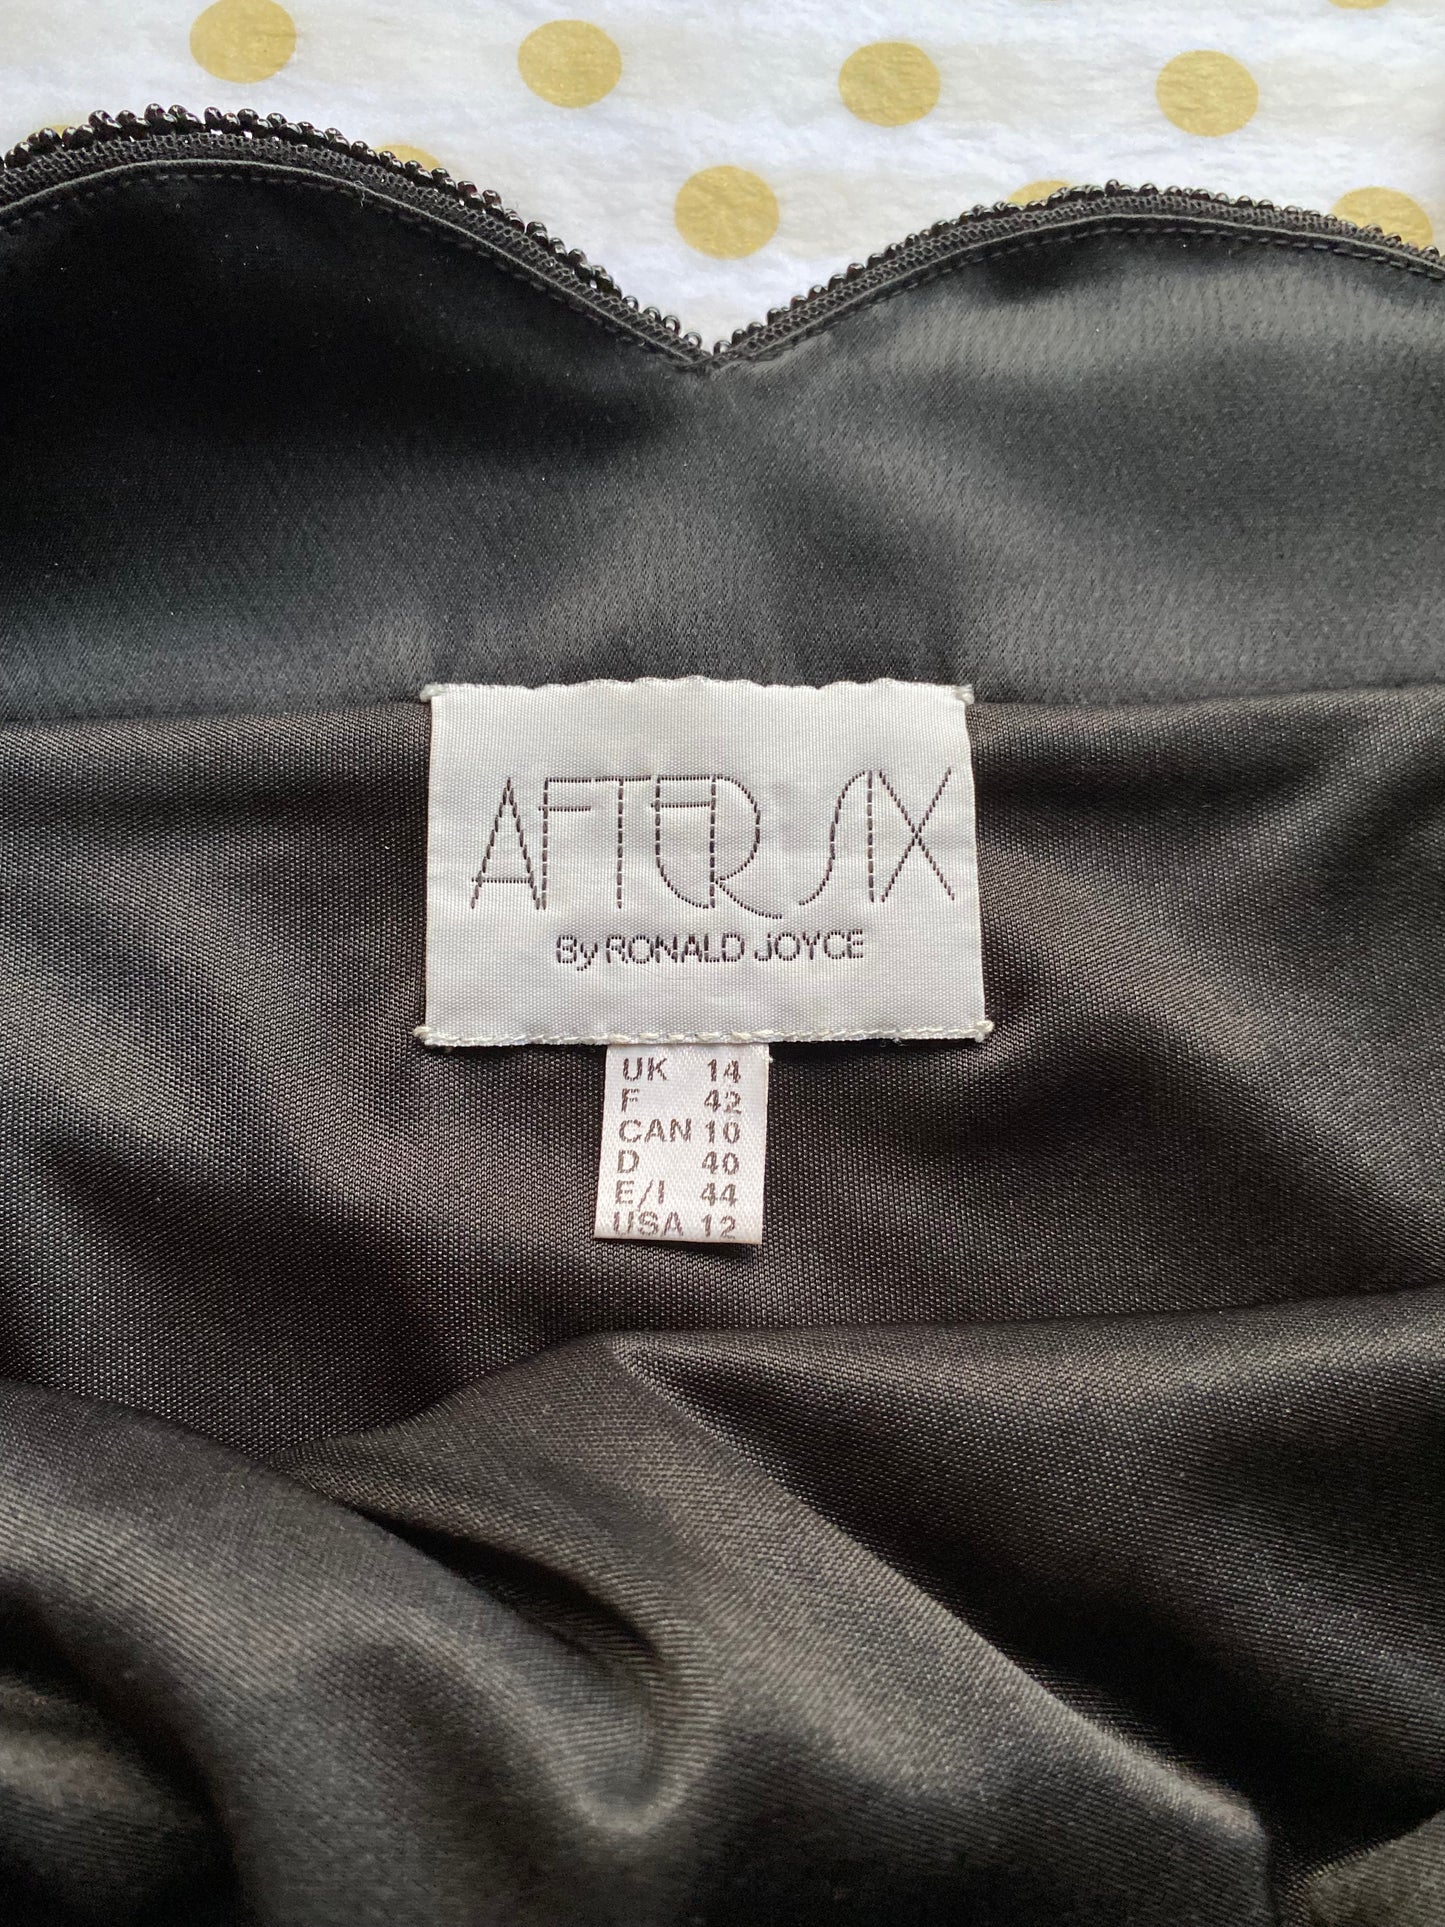 AFTER SIX
By RONALD JOYCE
UK 14
F 42
CAN 10
D 40
E/I 44
USA 12